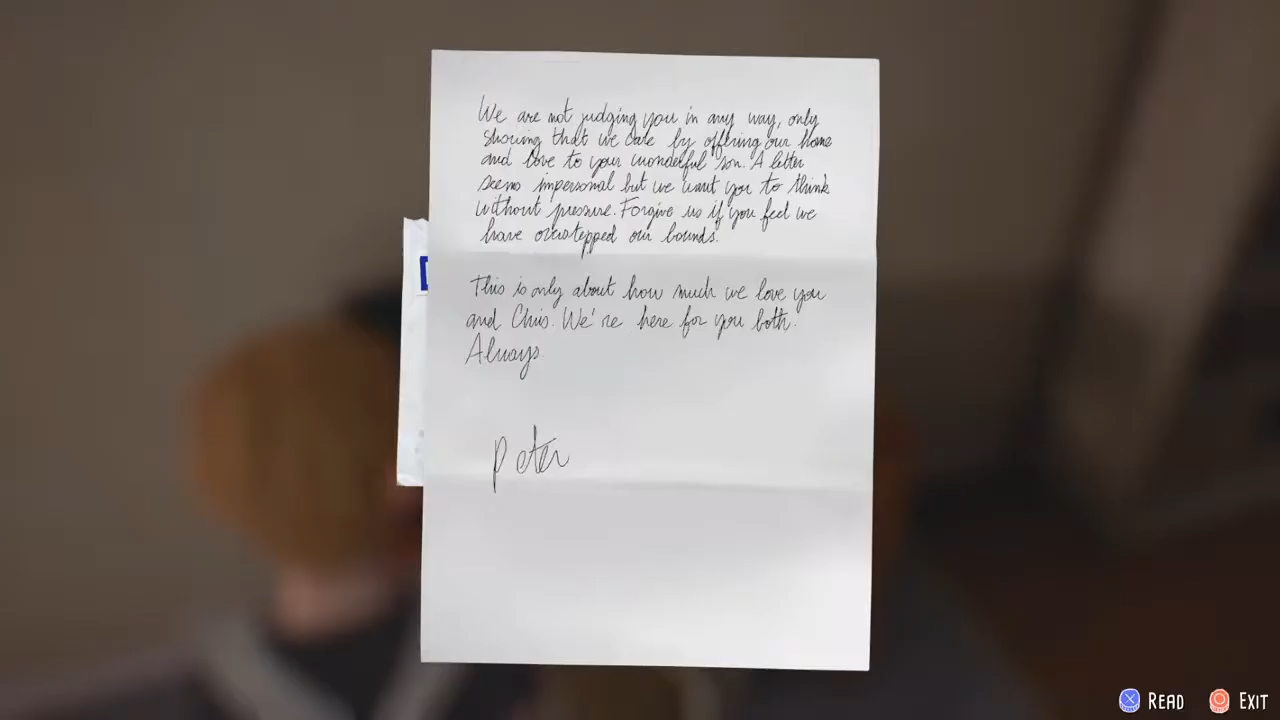 We are not judging you in any way, only
showing that we care by offering our home
and love to your wonderful son. A letter
seems impersonal but we want you to think
without pressure. Forgive us if you feel we
have overstepped our bounds.
This is only about how much we love you
and Chris. We're here for you both.
Always
Peter
READ
EXIT